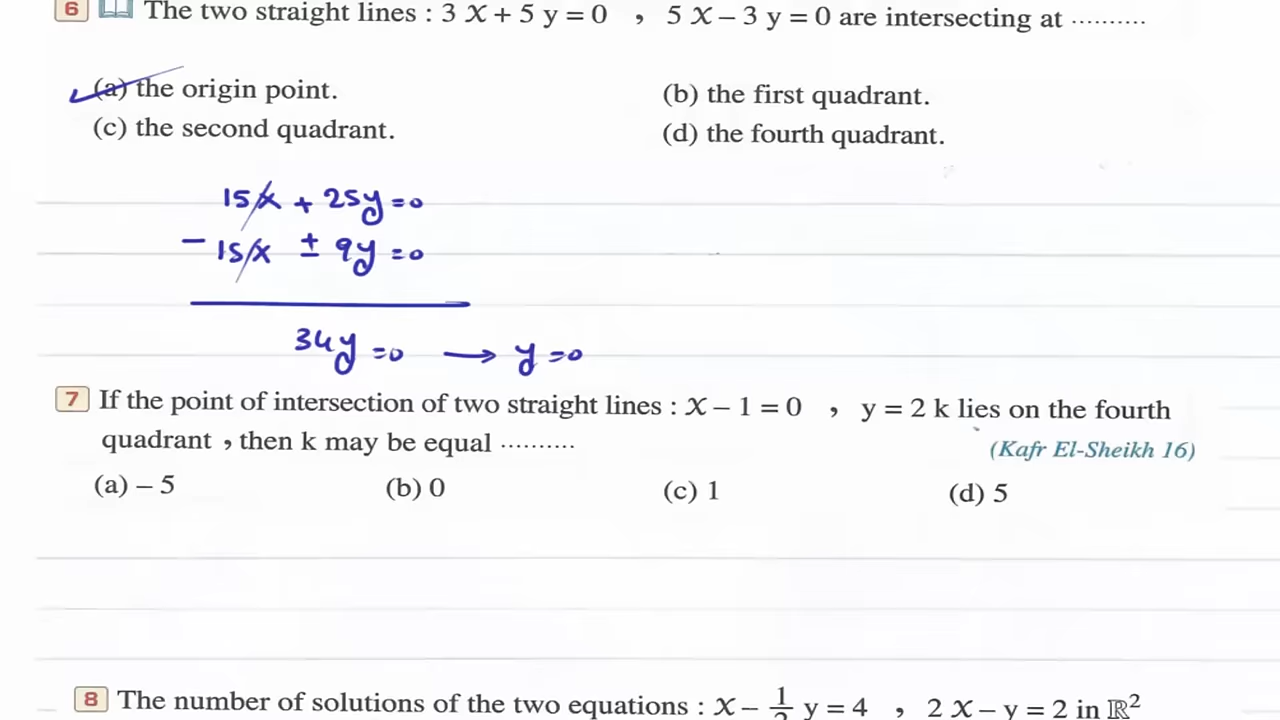 6 The two straight lines : 3 X + 5 y = 0 , 5 X – 3 y = 0 are intersecting at ··········
(a) the origin point. (b) the first quadrant.
(c) the second quadrant. (d) the fourth quadrant.
15x + 25y = 0
– 15x ± 9y = 0
34y = 0 → y = 0
7 If the point of intersection of two straight lines : X – 1 = 0 , y = 2 k lies on the fourth
quadrant , then k may be equal ··········
(Kafr El-Sheikh 16)
(a) – 5 (b) 0 (c) 1 (d) 5
8 The number of solutions of the two equations : X – 1/2 y = 4 , 2 X – y = 2 in ℝ²